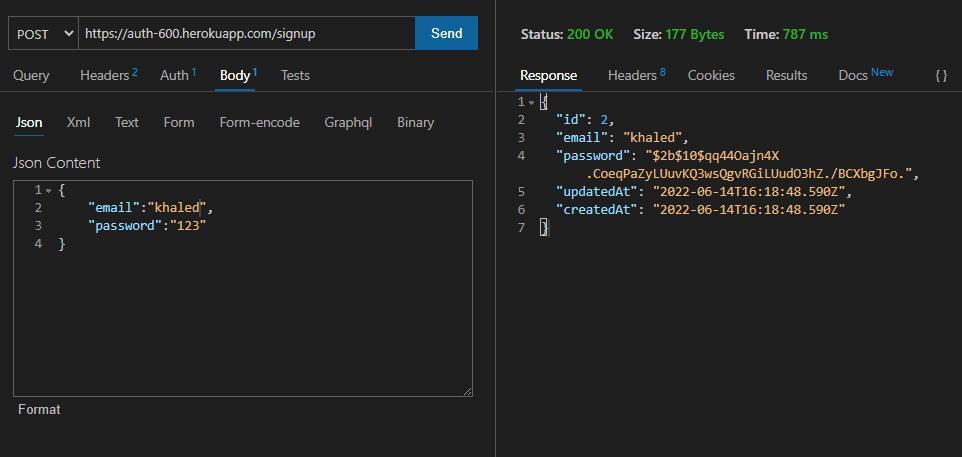 POST https://auth-600.herokuapp.com/signup Send
Query Headers 2 Auth 1 Body 1 Tests
Json Xml Text Form Form-encode Graphql Binary
Json Content
1 {
2 "email":"khaled",
3 "password":"123"
4 }
Format
Status: 200 OK Size: 177 Bytes Time: 787 ms
Response Headers 8 Cookies Results Docs New {}
1 {
2 "id": 2,
3 "email": "khaled",
4 "password": "$2b$10$qq44Oajn4X
.CoeqPaZyLUuvKQ3wsQgvRGiLUudO3hZ./BCXbgJFo.",
5 "updatedAt": "2022-06-14T16:18:48.590Z",
6 "createdAt": "2022-06-14T16:18:48.590Z"
7 }